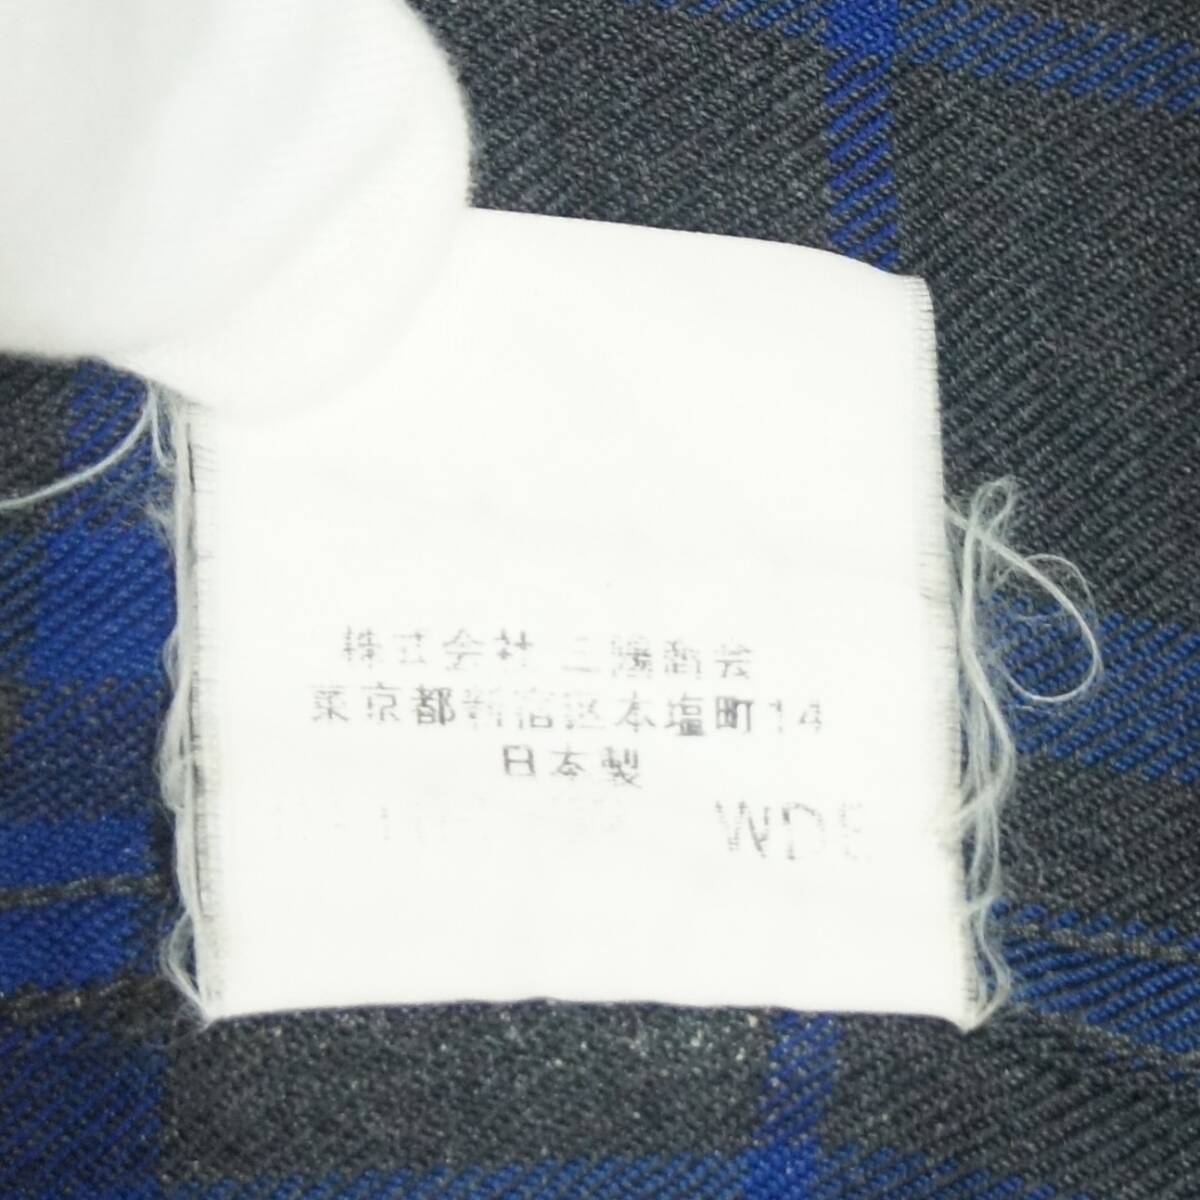 株式会社 三陽商会
東京都新宿区本塩町14
日本製